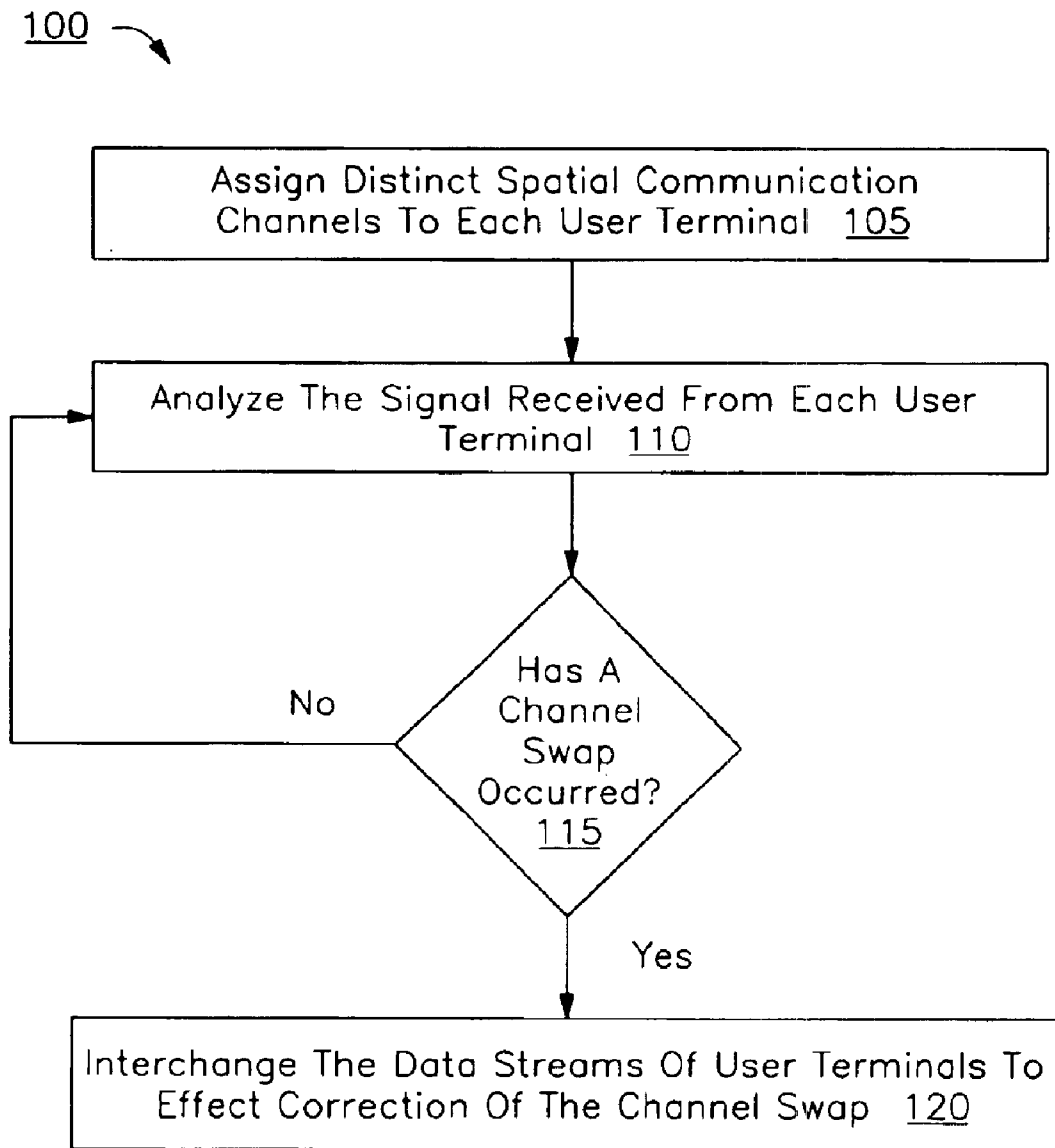 100
Assign Distinct Spatial Communication
Channels To Each User Terminal 105
Analyze The Signal Received From Each User
Terminal 110
Has A
Channel
Swap
Occurred?
115
No
Yes
Interchange The Data Streams Of User Terminals To
Effect Correction Of The Channel Swap 120